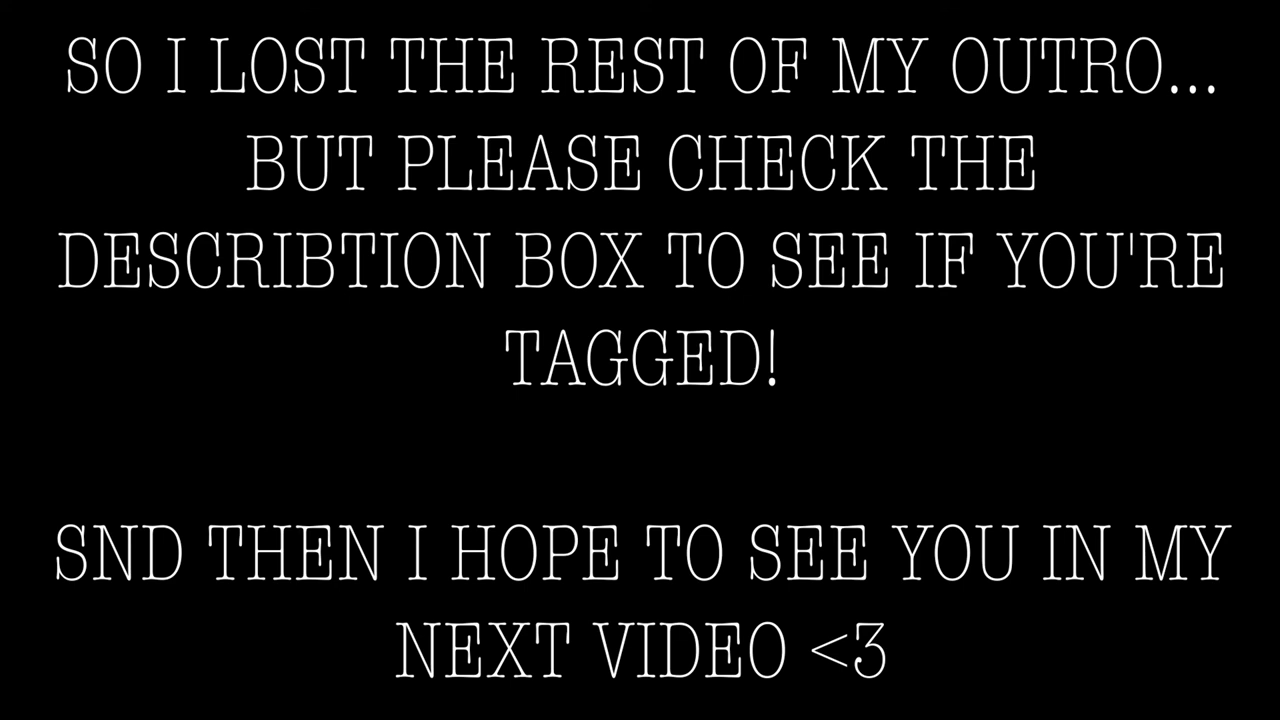 SO I LOST THE REST OF MY OUTRO...
BUT PLEASE CHECK THE
DESCRIBTION BOX TO SEE IF YOU'RE
TAGGED!
SND THEN I HOPE TO SEE YOU IN MY
NEXT VIDEO <3